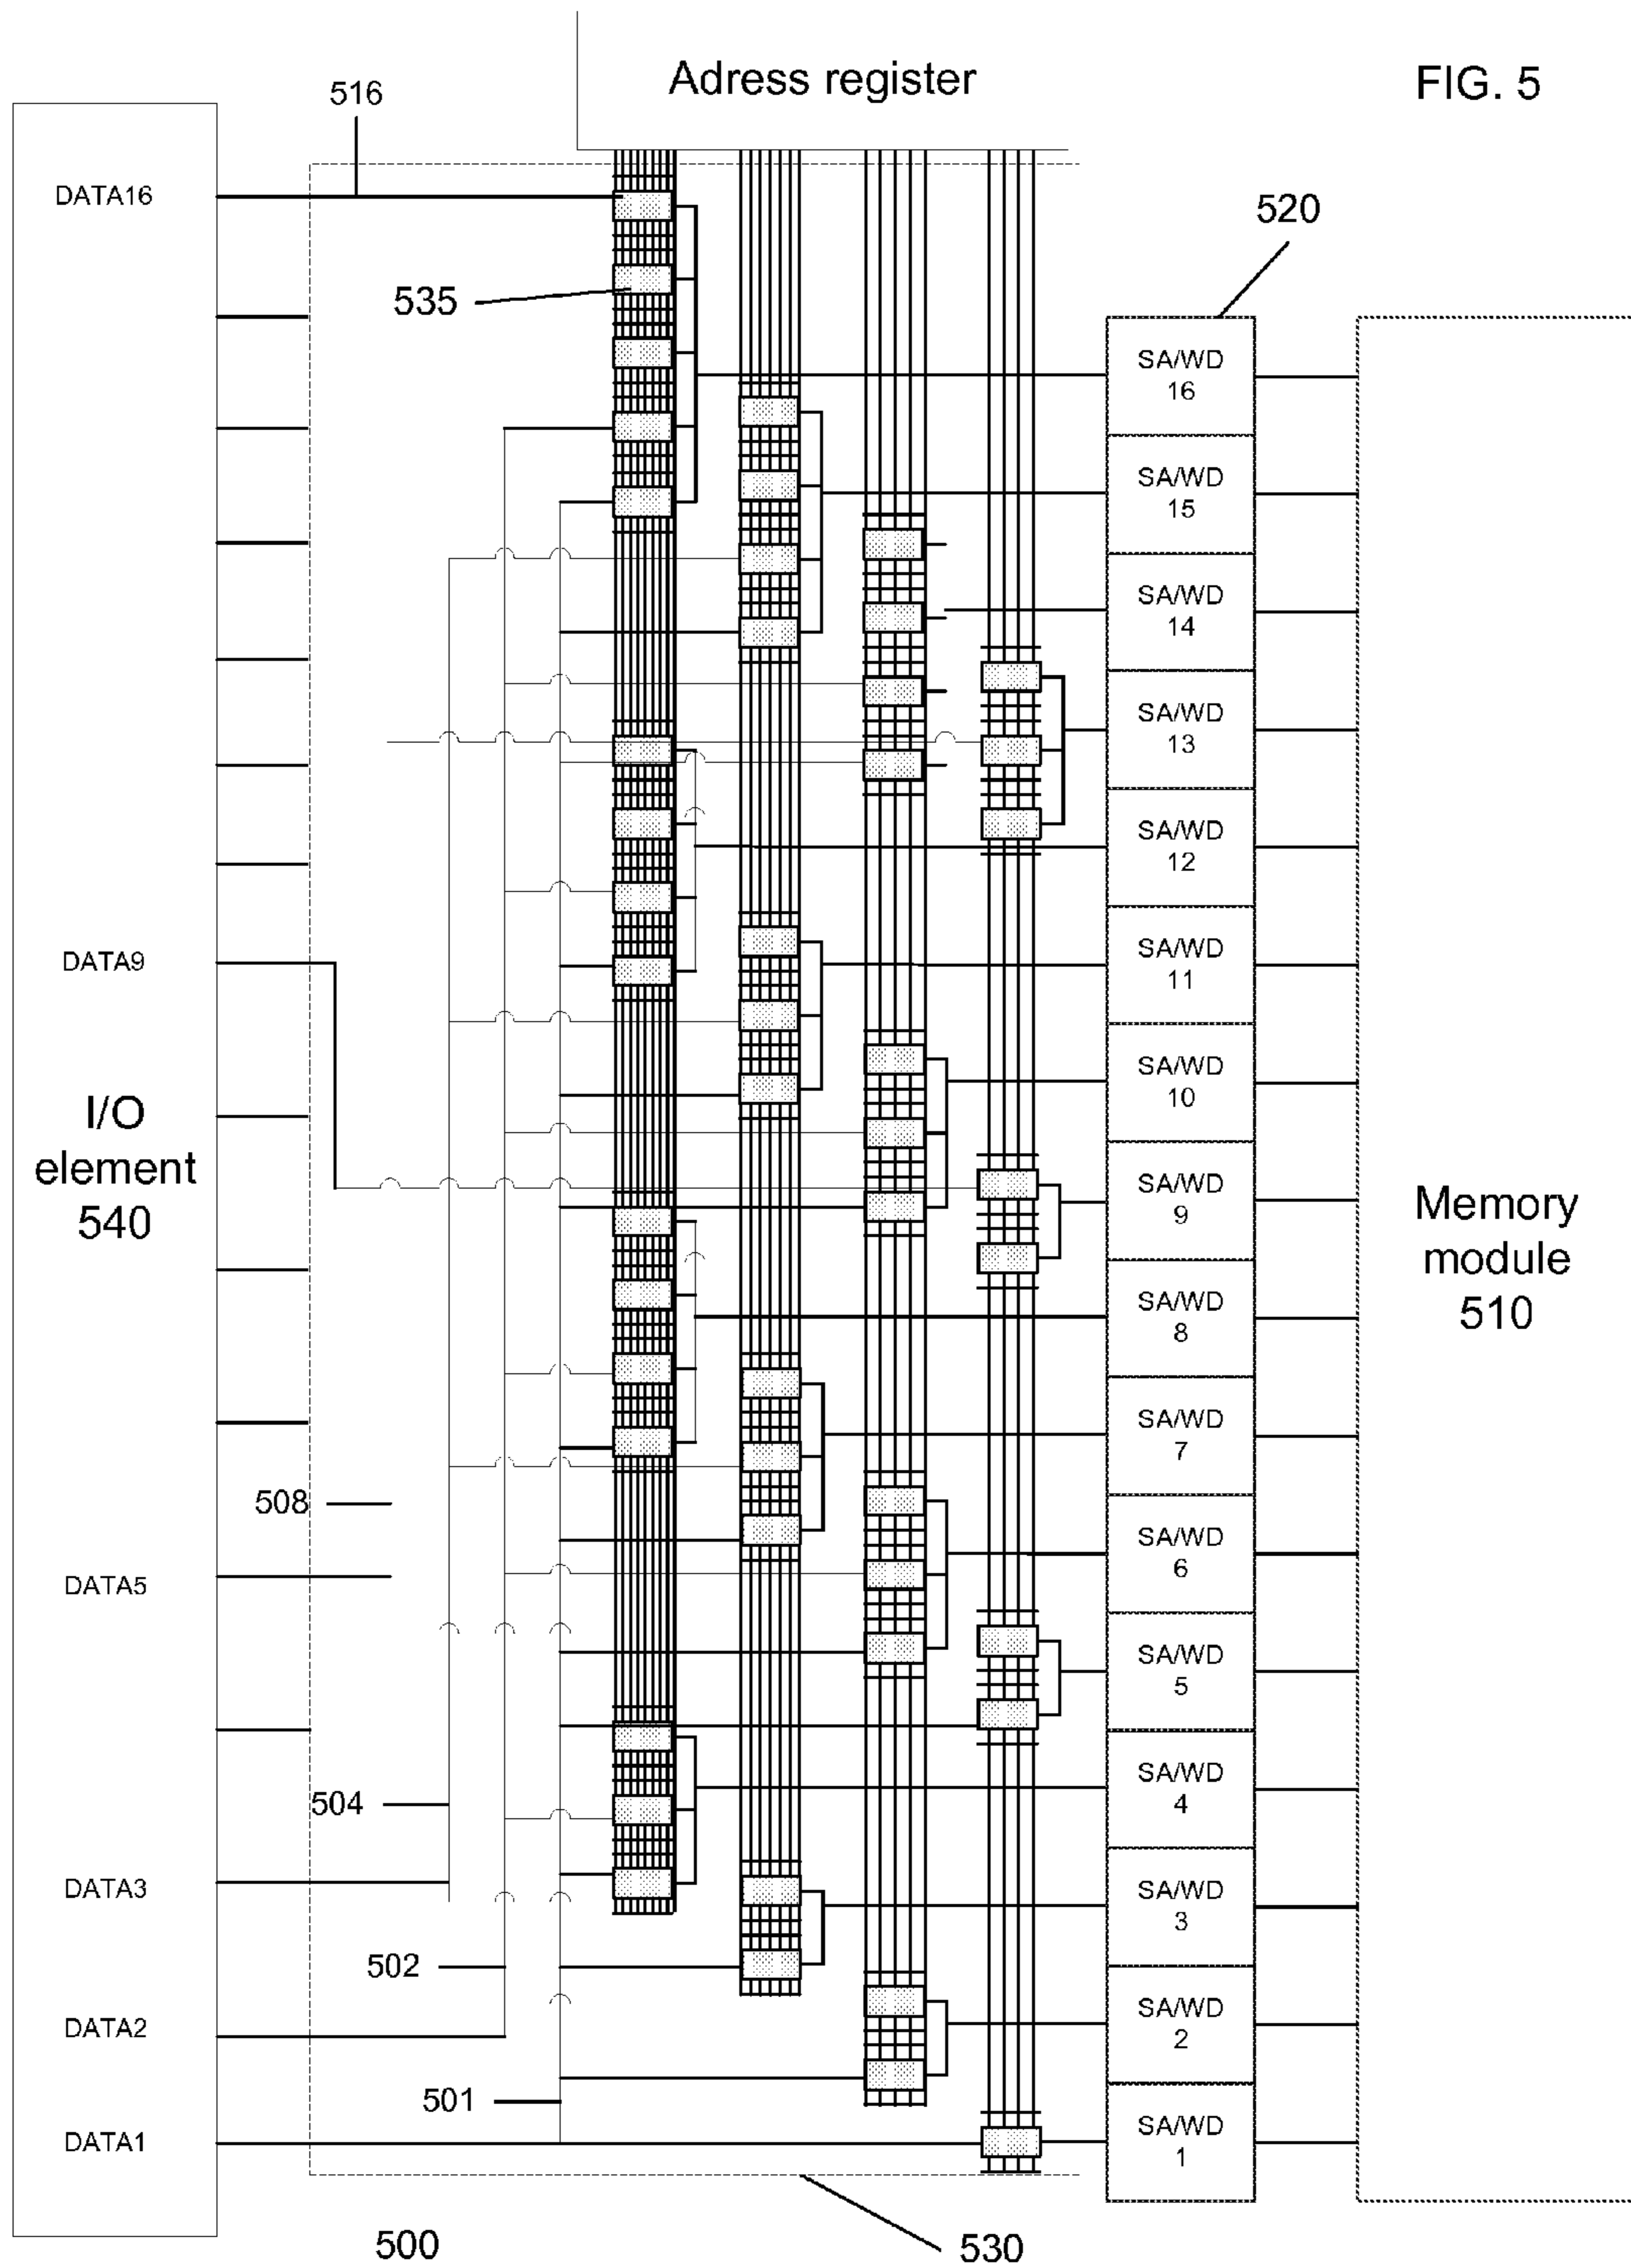 Adress register
FIG. 5
516
DATA16
520
535
SA/WD
16
SA/WD
15
SA/WD
14
SA/WD
13
SA/WD
12
DATA9
SA/WD
11
SA/WD
10
I/O
element
540
SA/WD
9
Memory
module
510
SA/WD
8
SA/WD
7
508
SA/WD
6
DATA5
SA/WD
5
SA/WD
4
504
DATA3
SA/WD
3
502
DATA2
SA/WD
2
501
DATA1
SA/WD
1
500
530